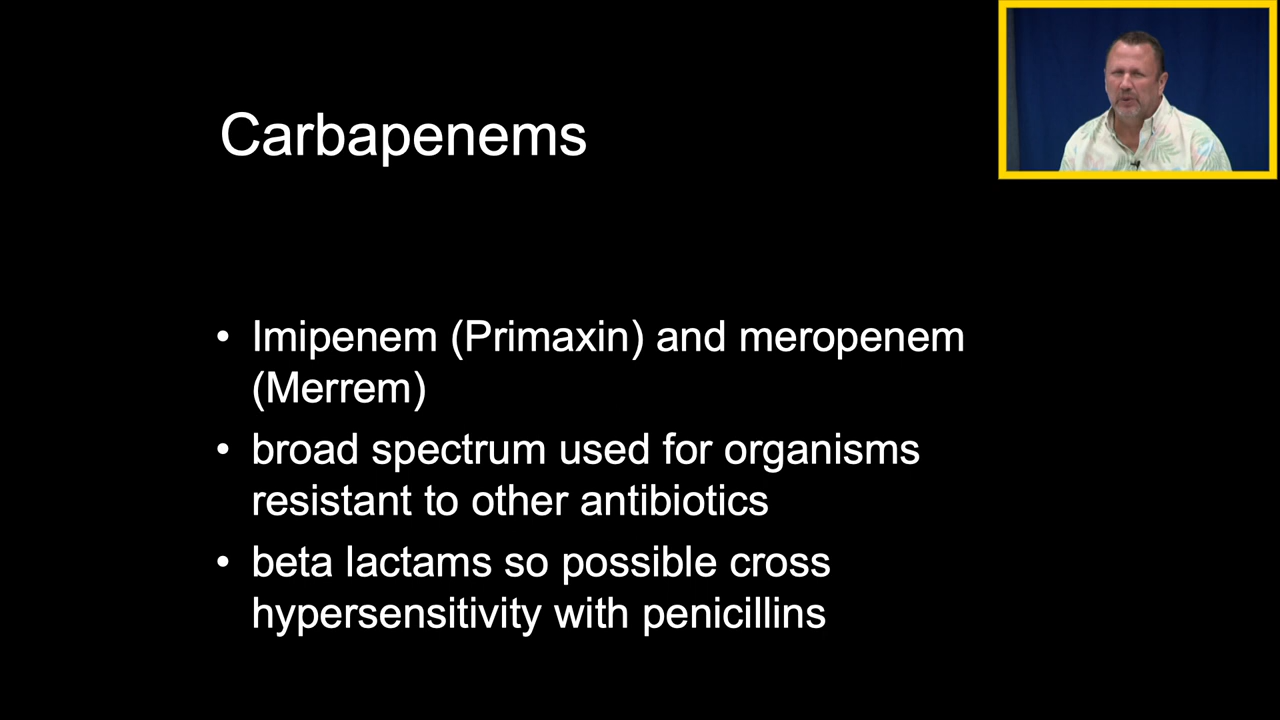 Carbapenems
• Imipenem (Primaxin) and meropenem
(Merrem)
• broad spectrum used for organisms
resistant to other antibiotics
• beta lactams so possible cross
hypersensitivity with penicillins